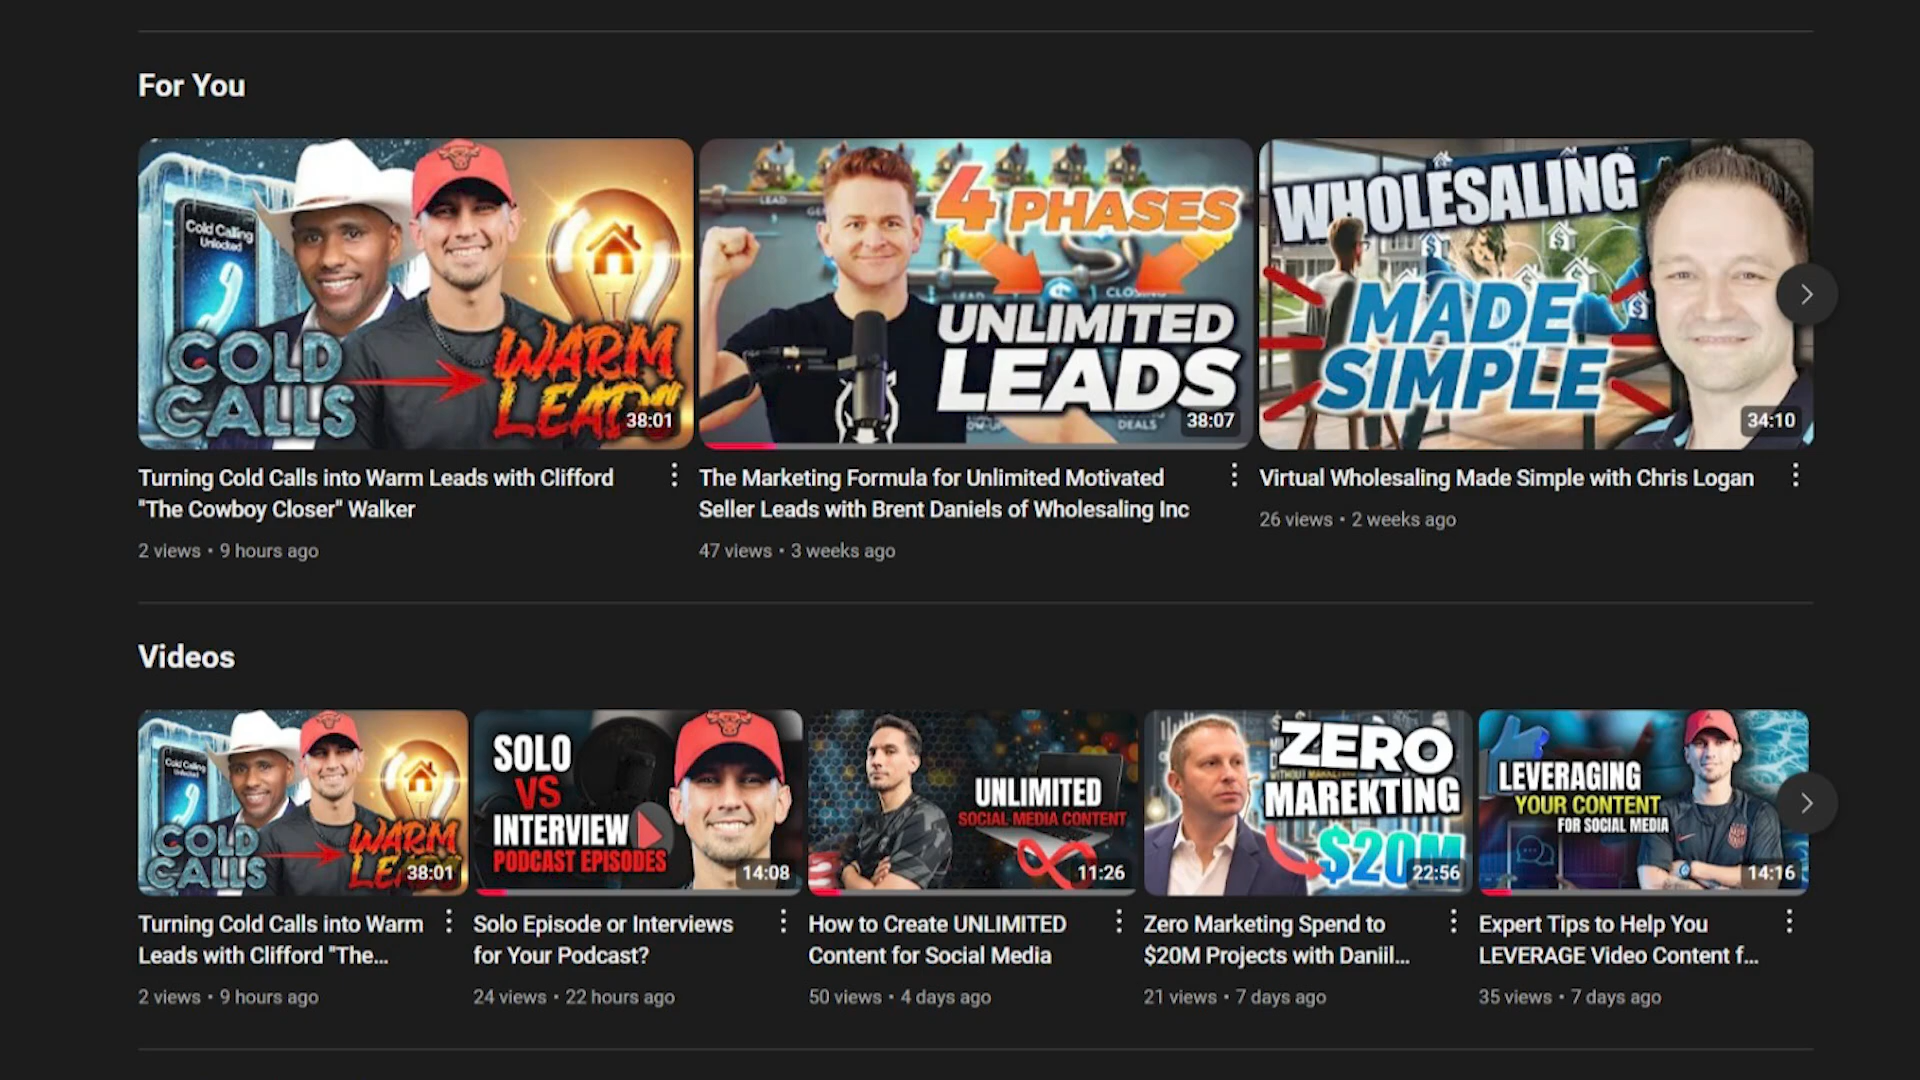 For You
Cold Calling
Unlocked
COLD
CALLS
WARM
38:01
LEAD
4 PHASES
LEAD
UNLIMITED
LEADS
DEALS
38:07
WHOLESALING
MADE
SIMPLE
34:10
Turning Cold Calls into Warm Leads with Clifford
"The Cowboy Closer" Walker
2 views • 9 hours ago
The Marketing Formula for Unlimited Motivated
Seller Leads with Brent Daniels of Wholesaling Inc
47 views • 3 weeks ago
Virtual Wholesaling Made Simple with Chris Logan
26 views • 2 weeks ago
Videos
Cold Calling
Unlocked
COLD
CALLS
WARM
38:01
SOLO
VS
INTERVIEW
PODCAST EPISODES
14:08
UNLIMITED
SOCIAL MEDIA CONTENT
11:26
ZERO
MAREKTING
$20M
22:56
LEVERAGING
YOUR CONTENT
FOR SOCIAL MEDIA
14:16
Turning Cold Calls into Warm
Leads with Clifford "The...
2 views • 9 hours ago
Solo Episode or Interviews
for Your Podcast?
24 views • 22 hours ago
How to Create UNLIMITED
Content for Social Media
50 views • 4 days ago
Zero Marketing Spend to
$20M Projects with Daniil...
21 views • 7 days ago
Expert Tips to Help You
LEVERAGE Video Content f...
35 views • 7 days ago